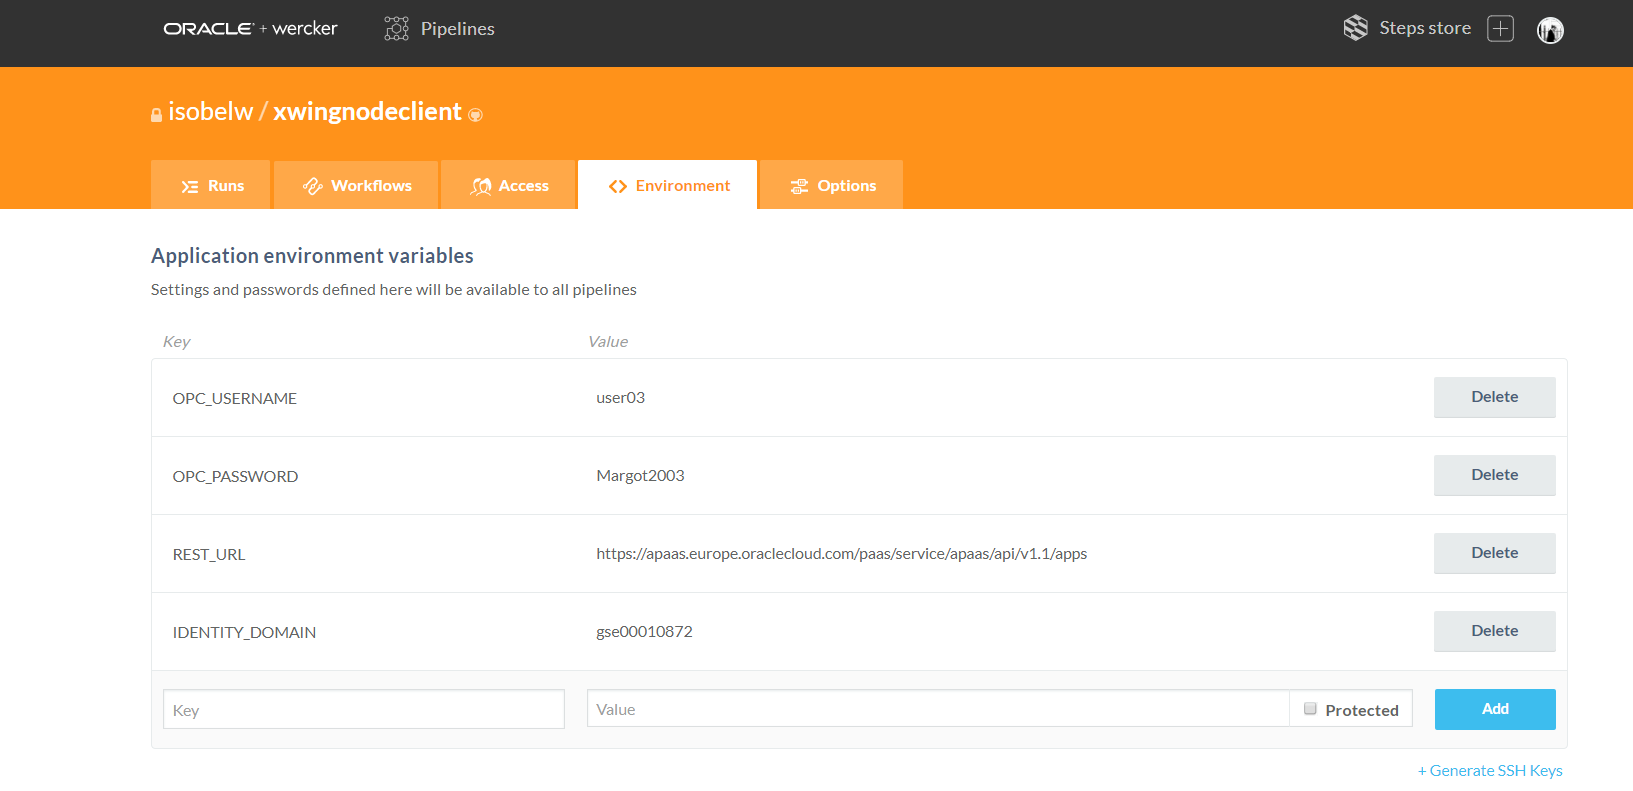 ORACLE + wercker Pipelines Steps store
isobelw / xwingnodeclient
Runs Workflows Access Environment Options
Application environment variables
Settings and passwords defined here will be available to all pipelines
Key Value
OPC_USERNAME user03 Delete
OPC_PASSWORD Margot2003 Delete
REST_URL https://apaas.europe.oraclecloud.com/paas/service/apaas/api/v1.1/apps Delete
IDENTITY_DOMAIN gse00010872 Delete
Key Value Protected Add
+ Generate SSH Keys